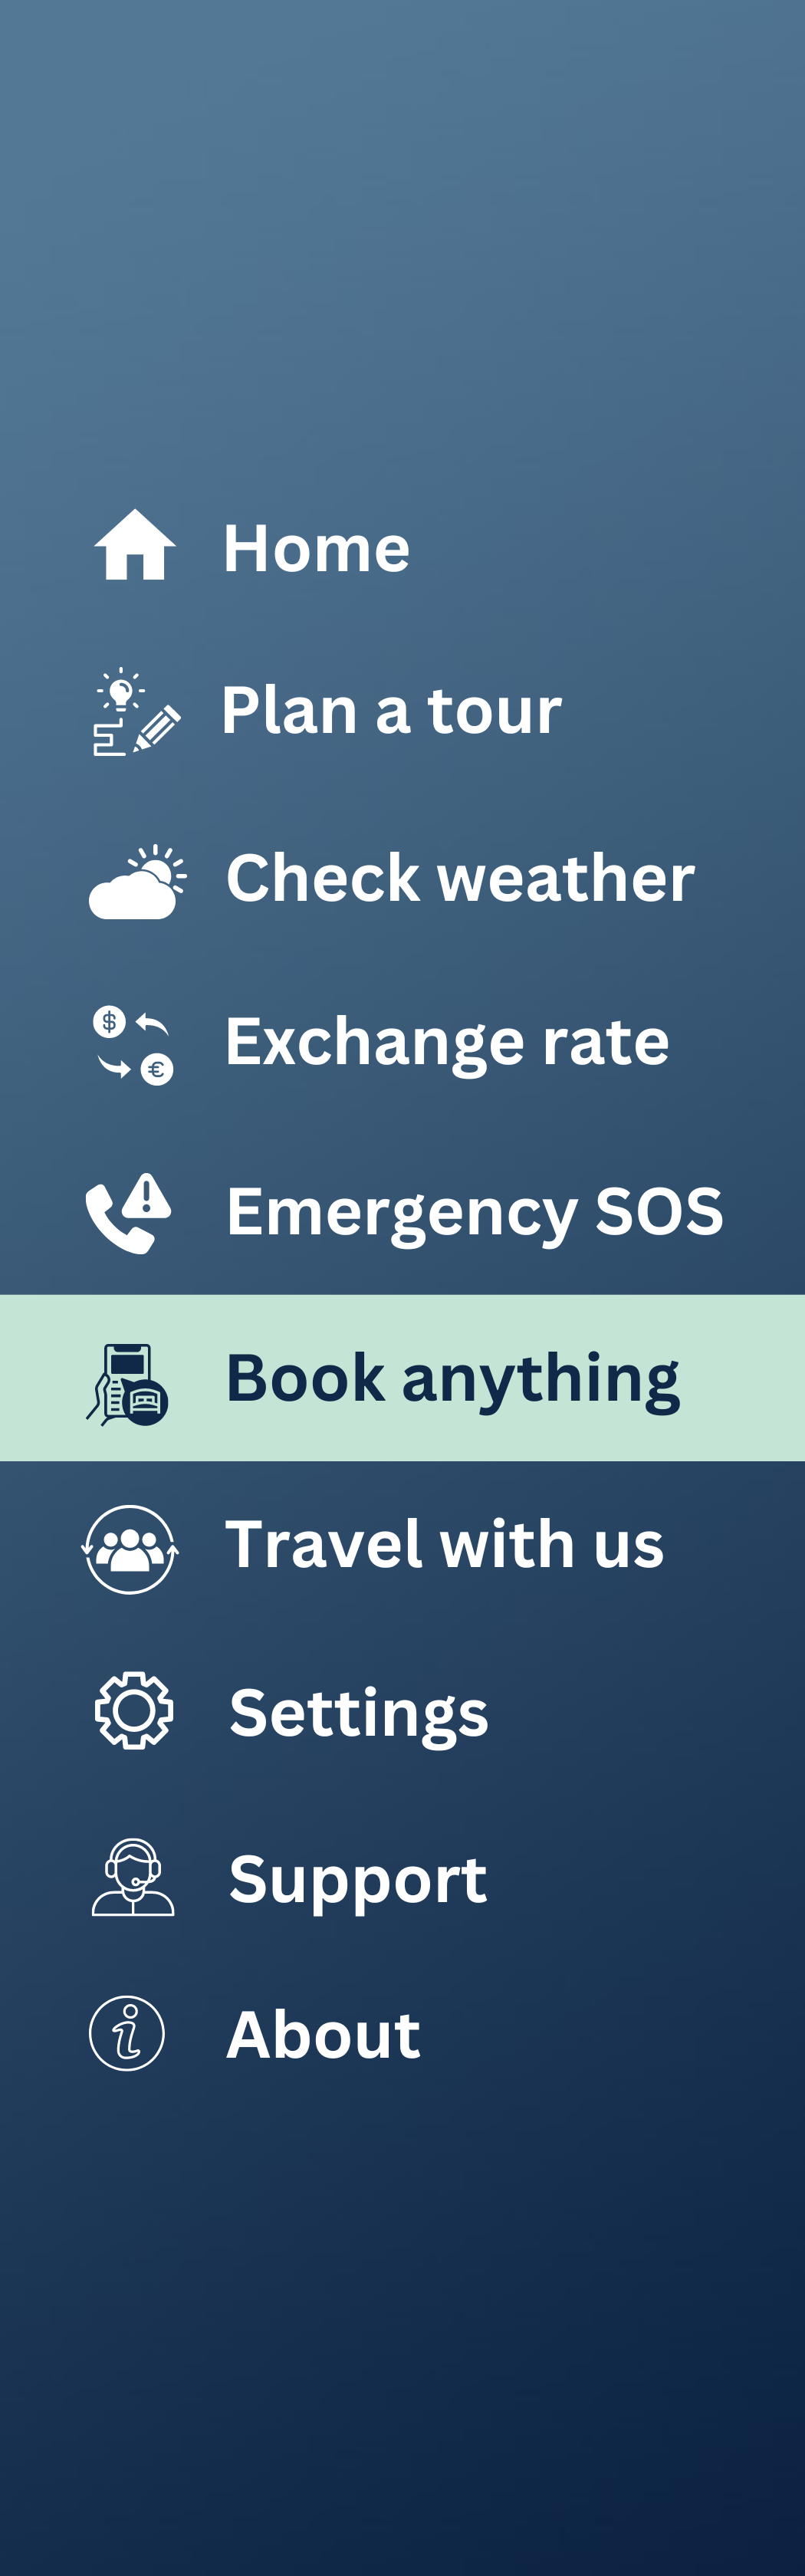 Home
Plan a tour
Check weather
$
Exchange rate
€
Emergency SOS
Book anything
Travel with us
Settings
Support
i
About